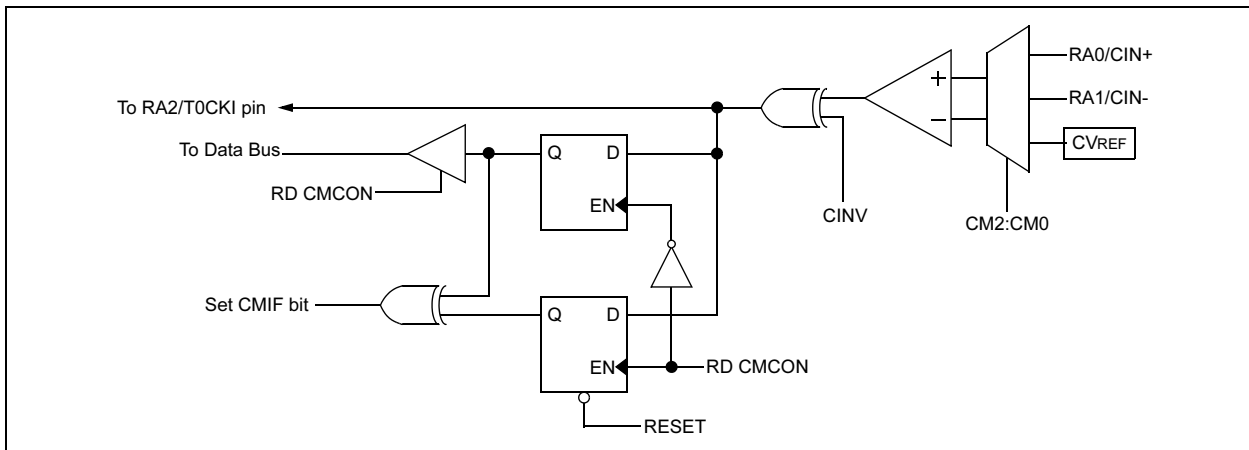 RA0/CIN+
To RA2/T0CKI pin
+
RA1/CIN-
−
To Data Bus
Q D
CVREF
RD CMCON
EN
CINV
CM2:CM0
Set CMIF bit
Q D
EN
RD CMCON
RESET